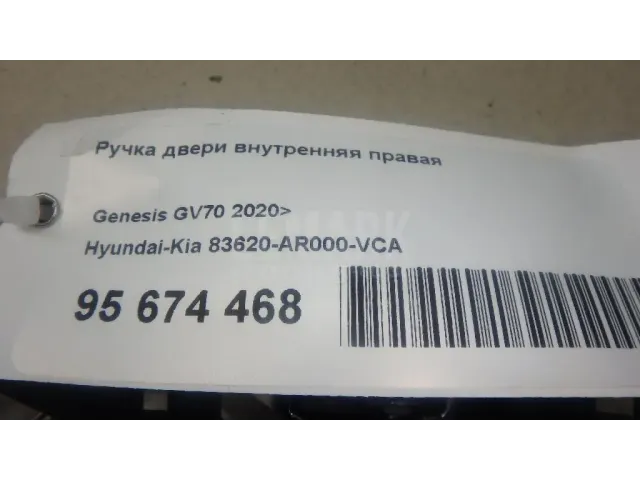 Ручка двери внутренняя правая
Genesis GV70 2020>
Hyundai-Kia 83620-AR000-VCA
95 674 468